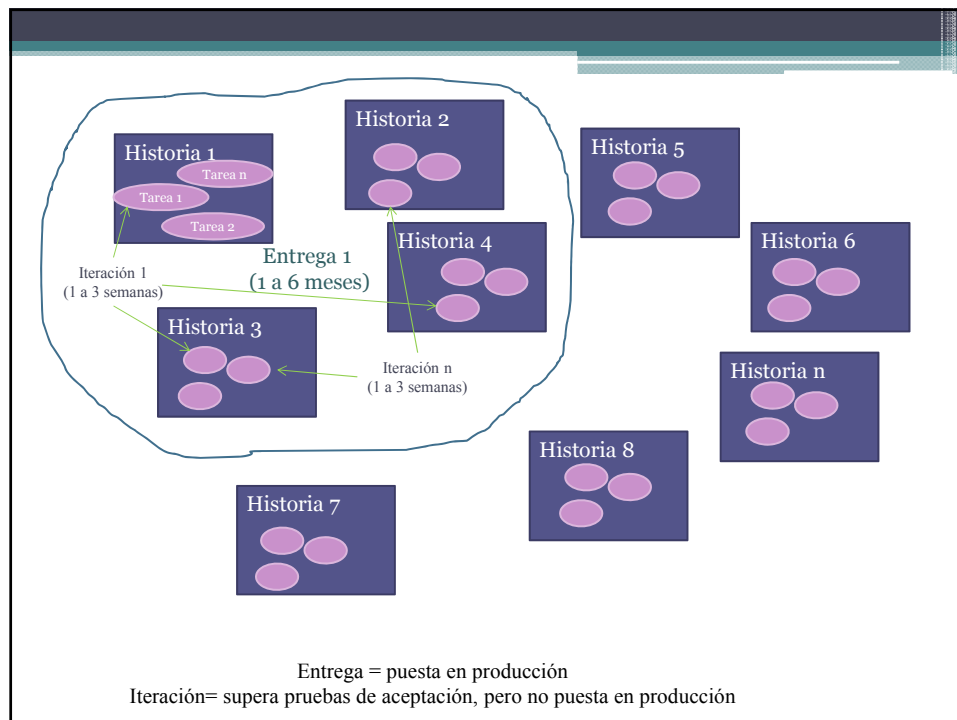 Historia 1
Tarea n
Tarea 1
Tarea 2
Historia 2
Historia 5
Historia 4
Historia 6
Entrega 1
(1 a 6 meses)
Iteración 1
(1 a 3 semanas)
Historia 3
Iteración n
(1 a 3 semanas)
Historia n
Historia 8
Historia 7
Entrega = puesta en producción
Iteración= supera pruebas de aceptación, pero no puesta en producción